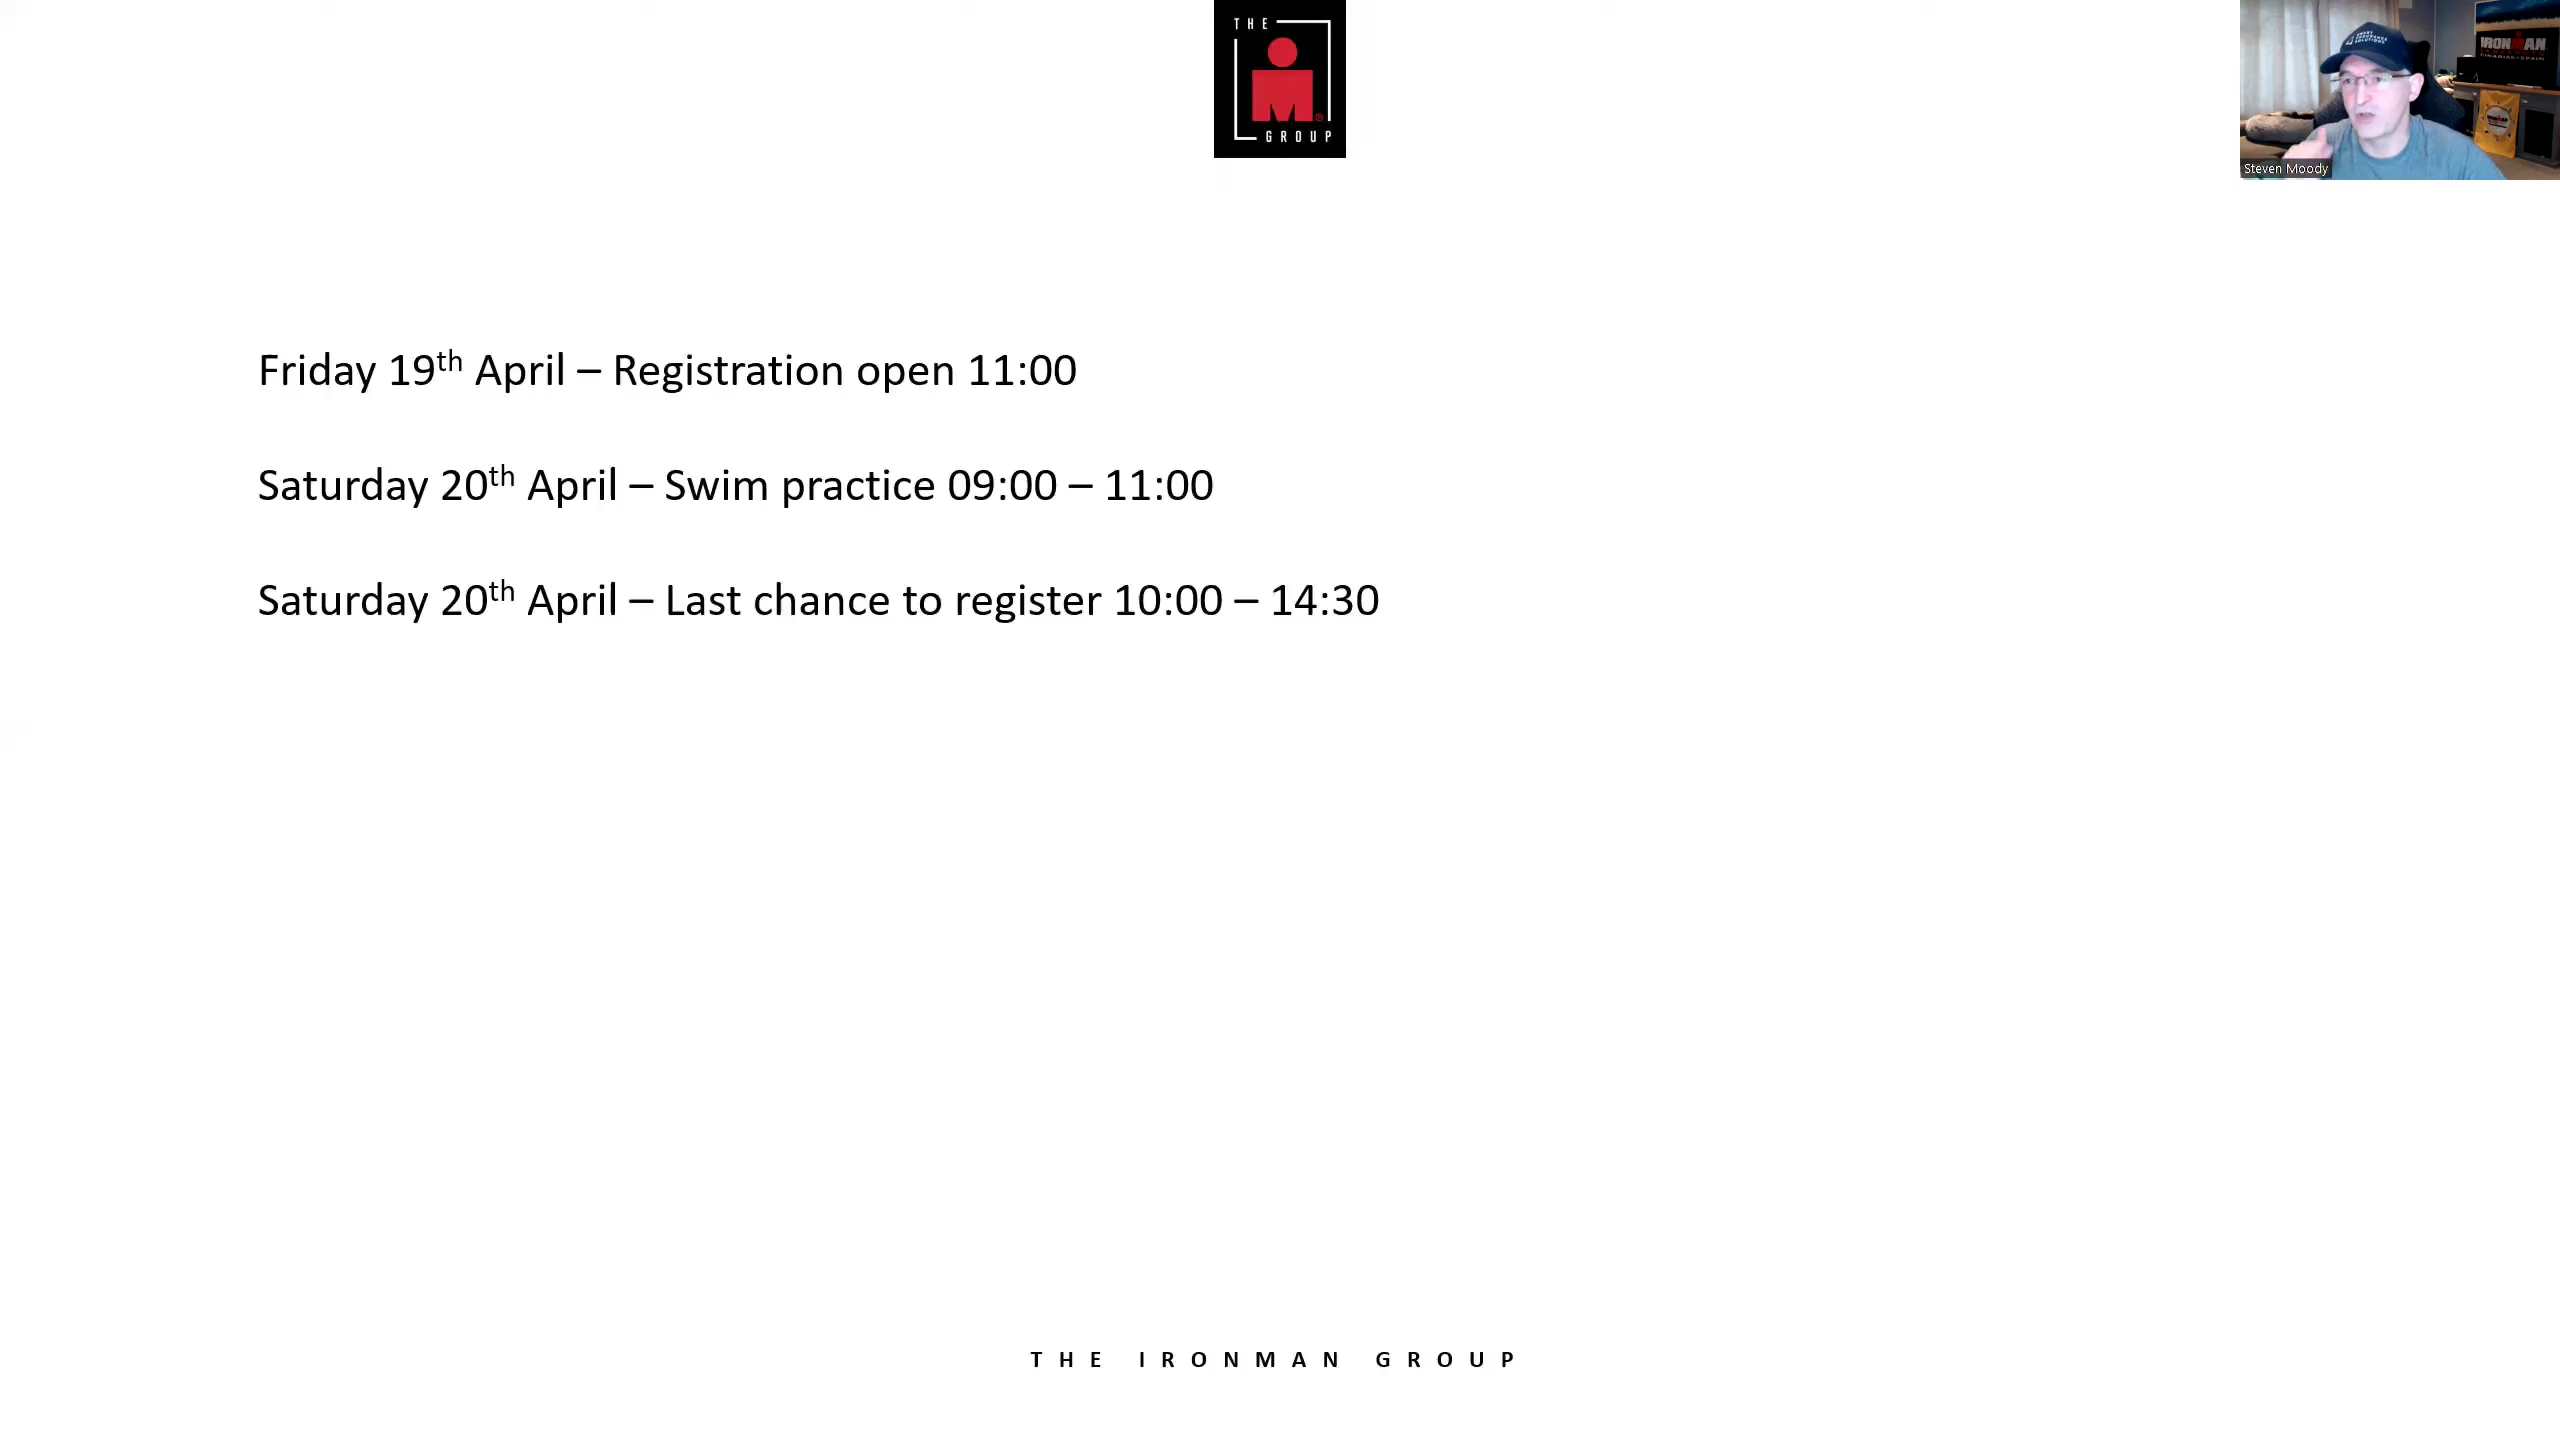 THE
GROUP
Steven Moody
Friday 19th April – Registration open 11:00
Saturday 20th April – Swim practice 09:00 – 11:00
Saturday 20th April – Last chance to register 10:00 – 14:30
THE IRONMAN GROUP
IRONMAN